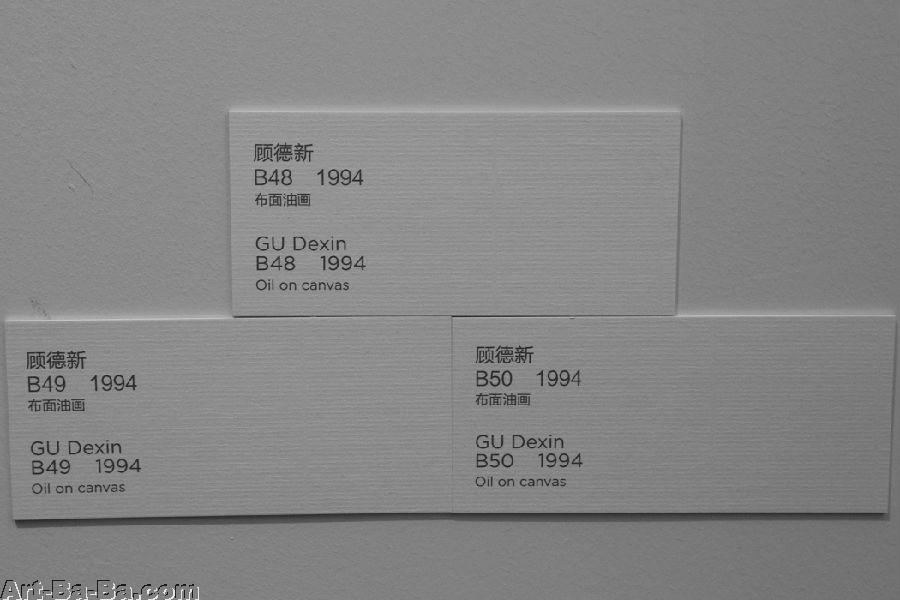 顾德新
B48 1994
布面油画
GU Dexin
B48 1994
Oil on canvas
顾德新
B49 1994
布面油画
GU Dexin
B49 1994
Oil on canvas
顾德新
B50 1994
布面油画
GU Dexin
B50 1994
Oil on canvas
Art-Ba-Ba.com